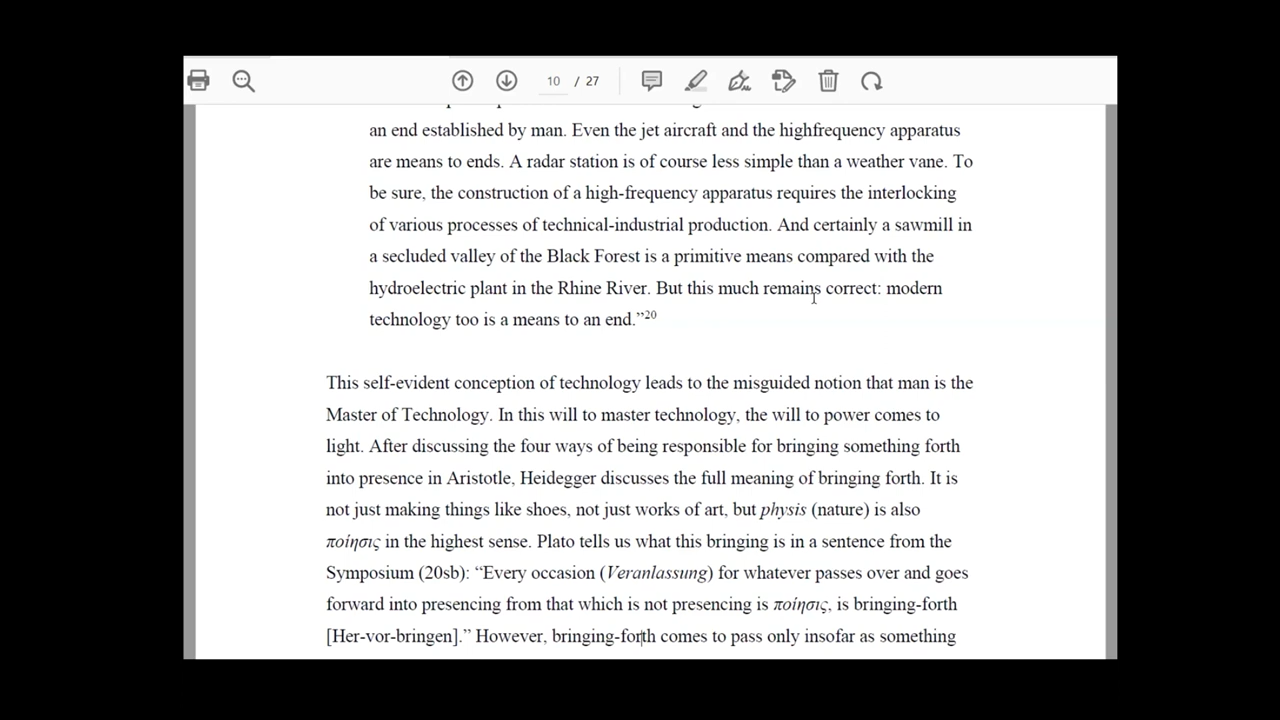 10 / 27
an end established by man. Even the jet aircraft and the highfrequency apparatus
are means to ends. A radar station is of course less simple than a weather vane. To
be sure, the construction of a high-frequency apparatus requires the interlocking
of various processes of technical-industrial production. And certainly a sawmill in
a secluded valley of the Black Forest is a primitive means compared with the
hydroelectric plant in the Rhine River. But this much remains correct: modern
technology too is a means to an end.”20
This self-evident conception of technology leads to the misguided notion that man is the
Master of Technology. In this will to master technology, the will to power comes to
light. After discussing the four ways of being responsible for bringing something forth
into presence in Aristotle, Heidegger discusses the full meaning of bringing forth. It is
not just making things like shoes, not just works of art, but physis (nature) is also
ποίησις in the highest sense. Plato tells us what this bringing is in a sentence from the
Symposium (20sb): “Every occasion (Veranlassung) for whatever passes over and goes
forward into presencing from that which is not presencing is ποίησις, is bringing-forth
[Her-vor-bringen].” However, bringing-forth comes to pass only insofar as something